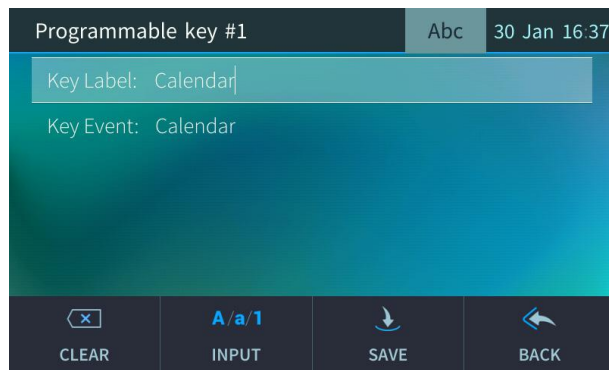 Programmable key #1 Abc 30 Jan 16:37
Key Label: Calendar
Key Event: Calendar
A/a/1
CLEAR INPUT SAVE BACK